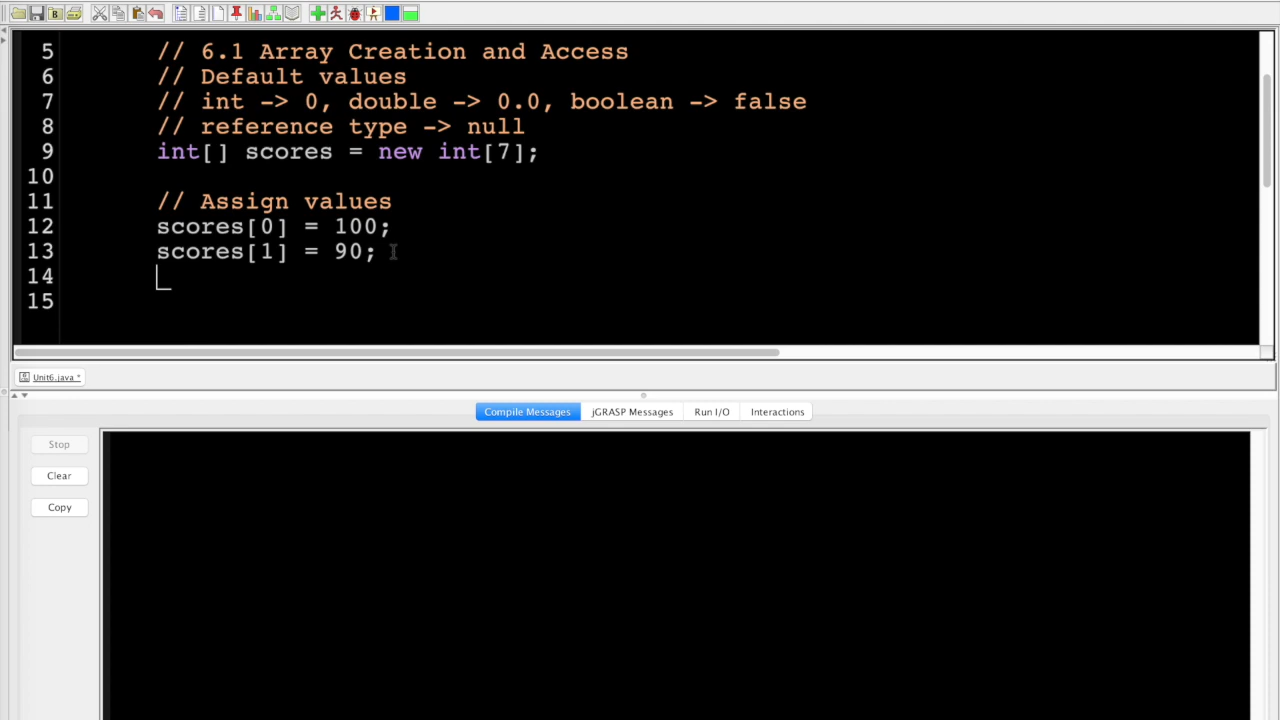 5 // 6.1 Array Creation and Access
6 // Default values
7 // int -> 0, double -> 0.0, boolean -> false
8 // reference type -> null
9 int[] scores = new int[7];
10
11 // Assign values
12 scores[0] = 100;
13 scores[1] = 90;
14
15
Unit6.java *
Compile Messages jGRASP Messages Run I/O Interactions
Stop
Clear
Copy